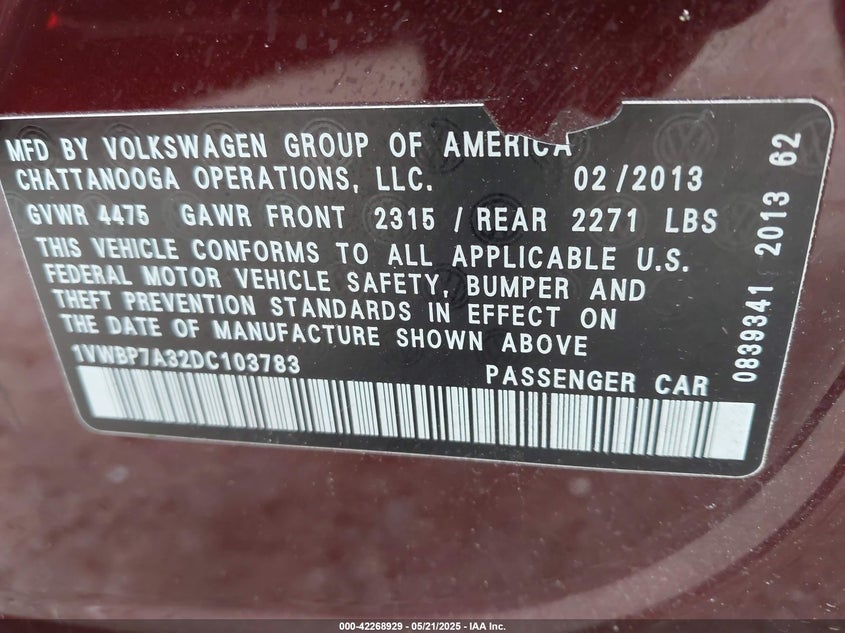 MFD BY VOLKSWAGEN GROUP OF AMERICA
CHATTANOOGA OPERATIONS, LLC. 02/2013
GVWR 4475 GAWR FRONT 2315 / REAR 2271 LBS
THIS VEHICLE CONFORMS TO ALL APPLICABLE U.S.
FEDERAL MOTOR VEHICLE SAFETY, BUMPER AND
THEFT PREVENTION STANDARDS IN EFFECT ON
THE DATE OF MANUFACTURE SHOWN ABOVE
1VWBP7A32DC103783 PASSENGER CAR
0839341 2013 62
000-42268929 - 05/21/2025 - IAA Inc.